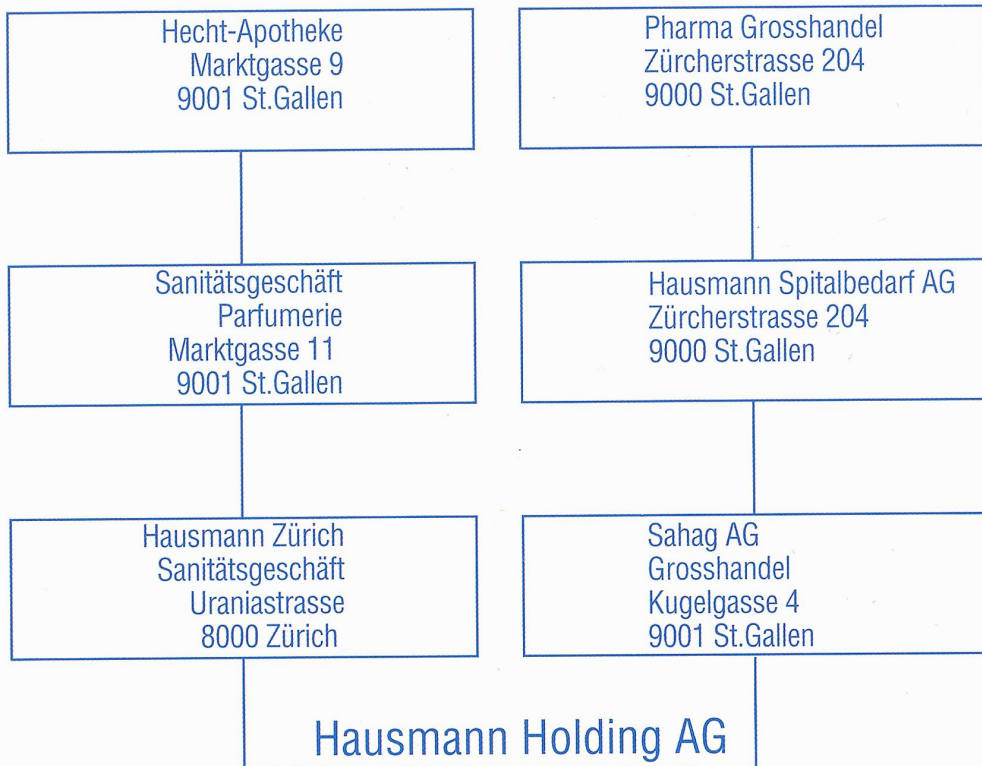 Hecht-Apotheke
Marktgasse 9
9001 St.Gallen
Pharma Grosshandel
Zürcherstrasse 204
9000 St.Gallen
Sanitätsgeschäft
Parfumerie
Marktgasse 11
9001 St.Gallen
Hausmann Spitalbedarf AG
Zürcherstrasse 204
9000 St.Gallen
Hausmann Zürich
Sanitätsgeschäft
Uraniastrasse
8000 Zürich
Sahag AG
Grosshandel
Kugelgasse 4
9001 St.Gallen
Hausmann Holding AG